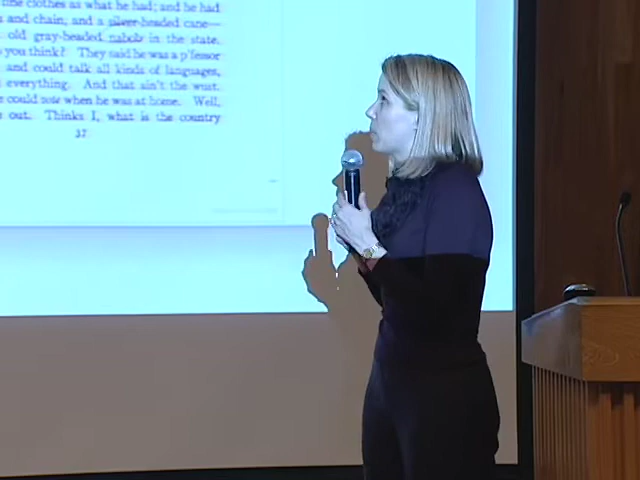 fine clothes as what he had; and he had
and chain, and a silver-headed cane—
old gray-headed nabob in the state.
you think? They said he was a p'fessor
and could talk all kinds of languages,
everything. And that ain't the wust.
could vote when he was at home. Well,
out. Thinks I, what is the country
37